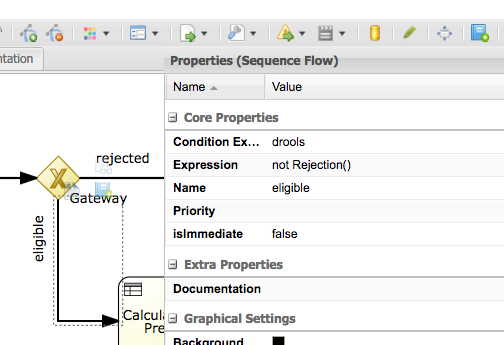 ntation
Properties (Sequence Flow)
Name
Value
Core Properties
Condition Ex... drools
Expression not Rejection()
Name eligible
Priority
isImmediate false
Extra Properties
Documentation
Graphical Settings
Background
rejected
X
Gateway
eligible
Calcula
Pre